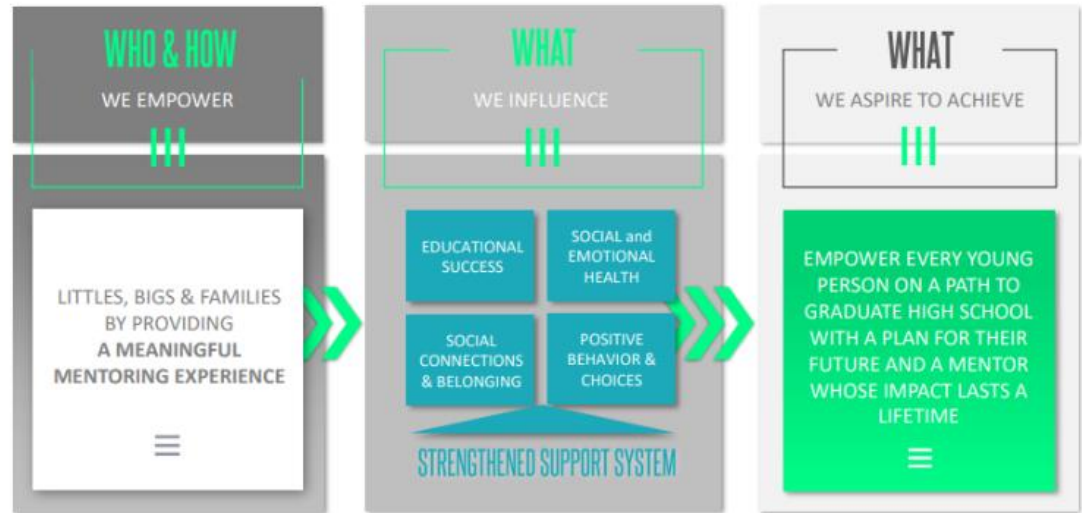 WHO & HOW
WE EMPOWER
LITTLES, BIGS & FAMILIES
BY PROVIDING
A MEANINGFUL
MENTORING EXPERIENCE
WHAT
WE INFLUENCE
EDUCATIONAL
SUCCESS
SOCIAL and
EMOTIONAL
HEALTH
SOCIAL
CONNECTIONS
& BELONGING
POSITIVE
BEHAVIOR &
CHOICES
STRENGTHENED SUPPORT SYSTEM
WHAT
WE ASPIRE TO ACHIEVE
EMPOWER EVERY YOUNG
PERSON ON A PATH TO
GRADUATE HIGH SCHOOL
WITH A PLAN FOR THEIR
FUTURE AND A MENTOR
WHOSE IMPACT LASTS A
LIFETIME